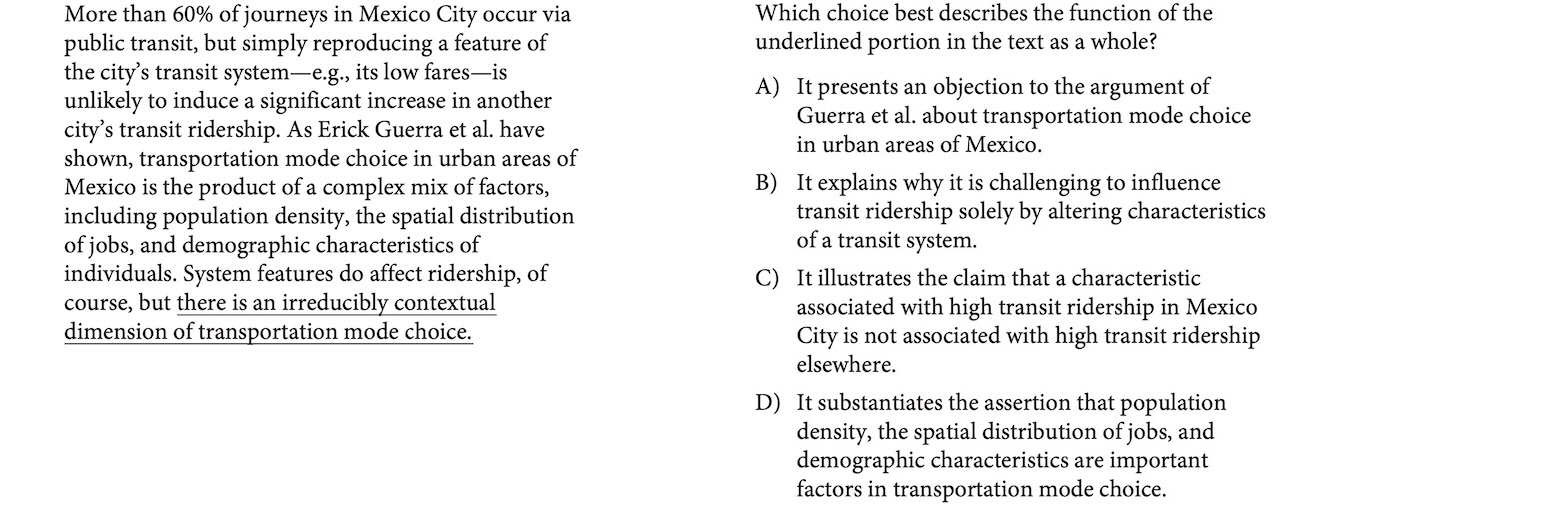 More than 60% of journeys in Mexico City occur via
public transit, but simply reproducing a feature of
the city's transit system—e.g., its low fares—is
unlikely to induce a significant increase in another
city's transit ridership. As Erick Guerra et al. have
shown, transportation mode choice in urban areas of
Mexico is the product of a complex mix of factors,
including population density, the spatial distribution
of jobs, and demographic characteristics of
individuals. System features do affect ridership, of
course, but there is an irreducibly contextual
dimension of transportation mode choice.
Which choice best describes the function of the
underlined portion in the text as a whole?
A) It presents an objection to the argument of
Guerra et al. about transportation mode choice
in urban areas of Mexico.
B) It explains why it is challenging to influence
transit ridership solely by altering characteristics
of a transit system.
C) It illustrates the claim that a characteristic
associated with high transit ridership in Mexico
City is not associated with high transit ridership
elsewhere.
D) It substantiates the assertion that population
density, the spatial distribution of jobs, and
demographic characteristics are important
factors in transportation mode choice.